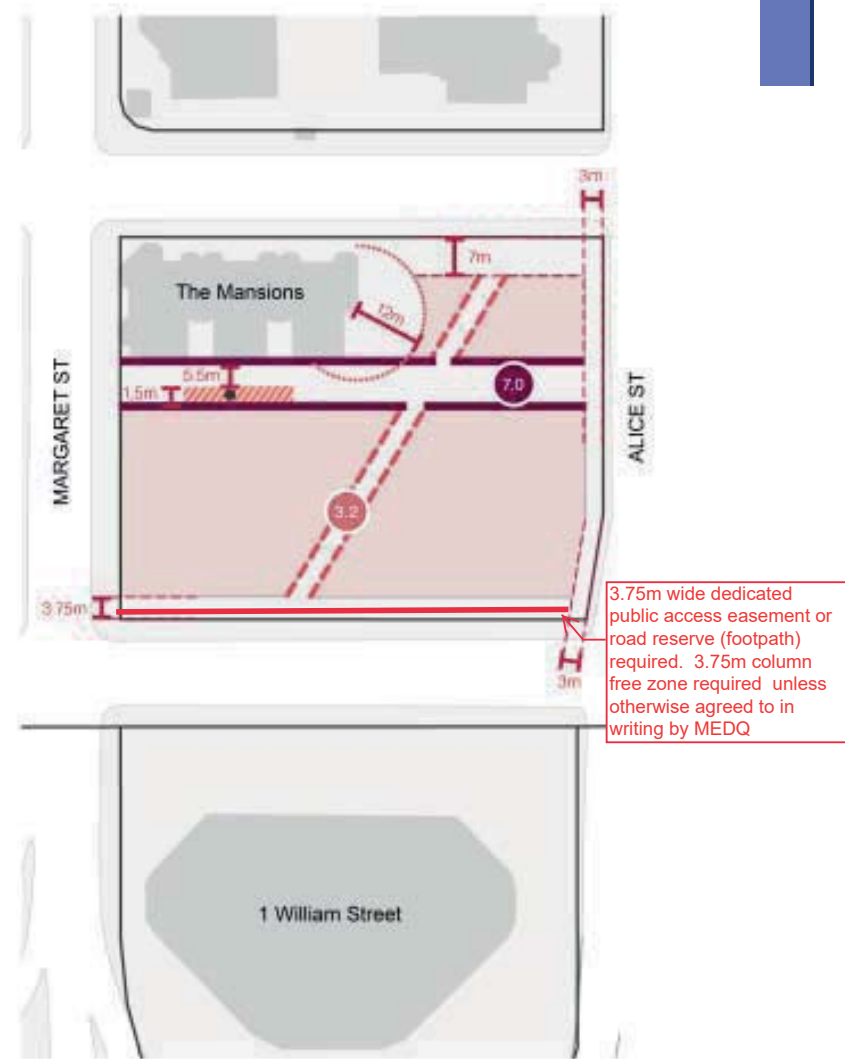 3m
7m
The Mansions
12m
5.5m
1.5m
7.0
MARGARET ST
ALICE ST
3.2
3.75m
3.75m wide dedicated
public access easement or
road reserve (footpath)
required.  3.75m column
free zone required  unless
otherwise agreed to in
writing by MEDQ
3m
1 William Street